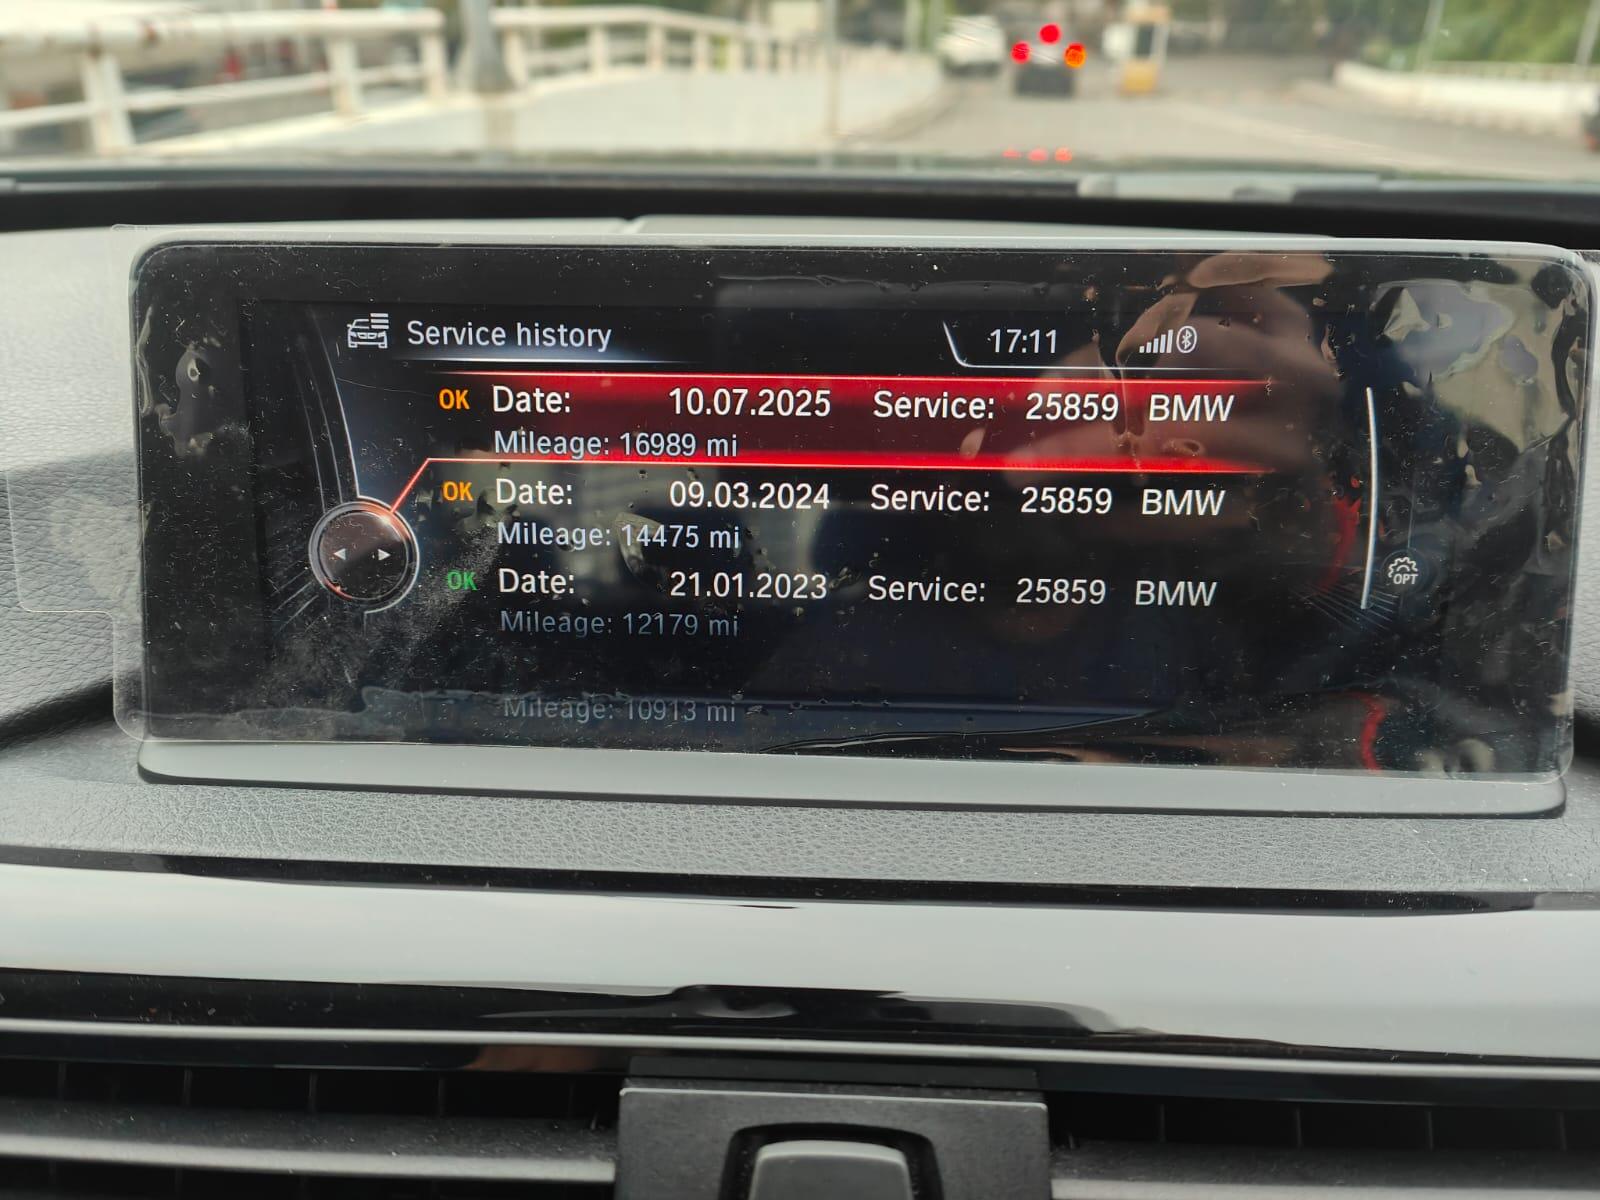 Service history 17:11
OK Date: 10.07.2025 Service: 25859 BMW
Mileage: 16989 mi
OK Date: 09.03.2024 Service: 25859 BMW
Mileage: 14475 mi
OK Date: 21.01.2023 Service: 25859 BMW
Mileage: 12179 mi
Mileage: 10913 mi
OPT